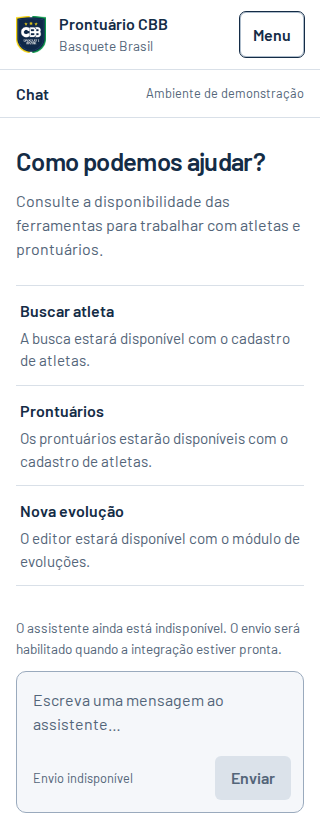 CBB
Prontuário CBB
Basquete Brasil
Menu
Chat
Ambiente de demonstração
Como podemos ajudar?
Consulte a disponibilidade das
ferramentas para trabalhar com atletas e
prontuários.
Buscar atleta
A busca estará disponível com o cadastro
de atletas.
Prontuários
Os prontuários estarão disponíveis com o
cadastro de atletas.
Nova evolução
O editor estará disponível com o módulo de
evoluções.
O assistente ainda está indisponível. O envio será
habilitado quando a integração estiver pronta.
Escreva uma mensagem ao
assistente...
Envio indisponível
Enviar